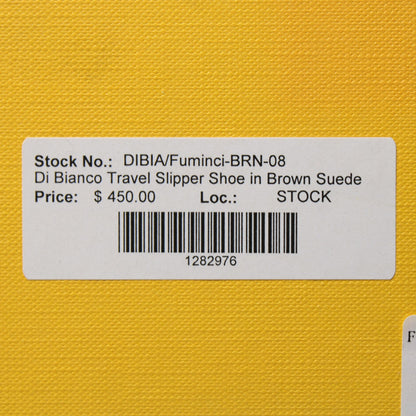 Stock No.: DIBIA/Fuminci-BRN-08
Di Bianco Travel Slipper Shoe in Brown Suede
Price: $ 450.00 Loc.: STOCK
1282976
F